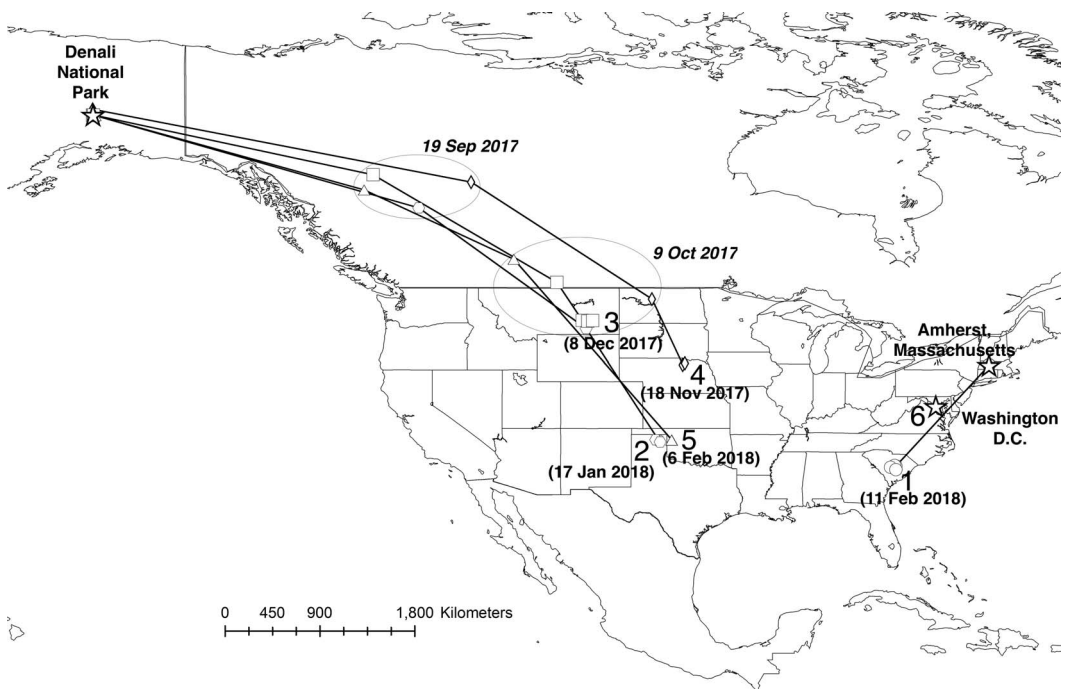 Denali
National
Park
19 Sep 2017
9 Oct 2017
3
(8 Dec 2017)
Amherst,
Massachusetts
4
(18 Nov 2017)
6
Washington
D.C.
2
5
(17 Jan 2018)
(6 Feb 2018)
1
(11 Feb 2018)
0 450 900 1,800 Kilometers